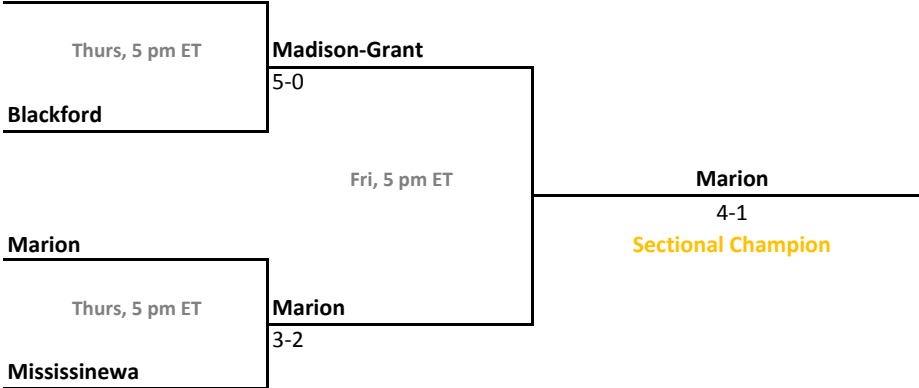 Thurs, 5 pm ET
Madison-Grant
5-0
Blackford
Fri, 5 pm ET
Marion
4-1
Sectional Champion
Marion
Thurs, 5 pm ET
Marion
3-2
Mississinewa